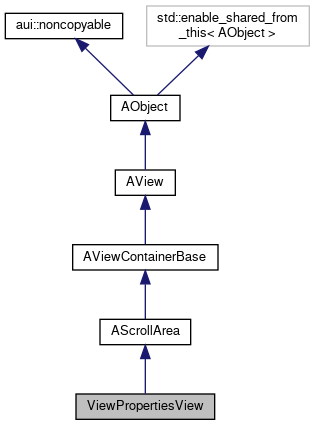 aui::noncopyable
std::enable_shared_from
_this< AObject >
AObject
AView
AViewContainerBase
AScrollArea
ViewPropertiesView